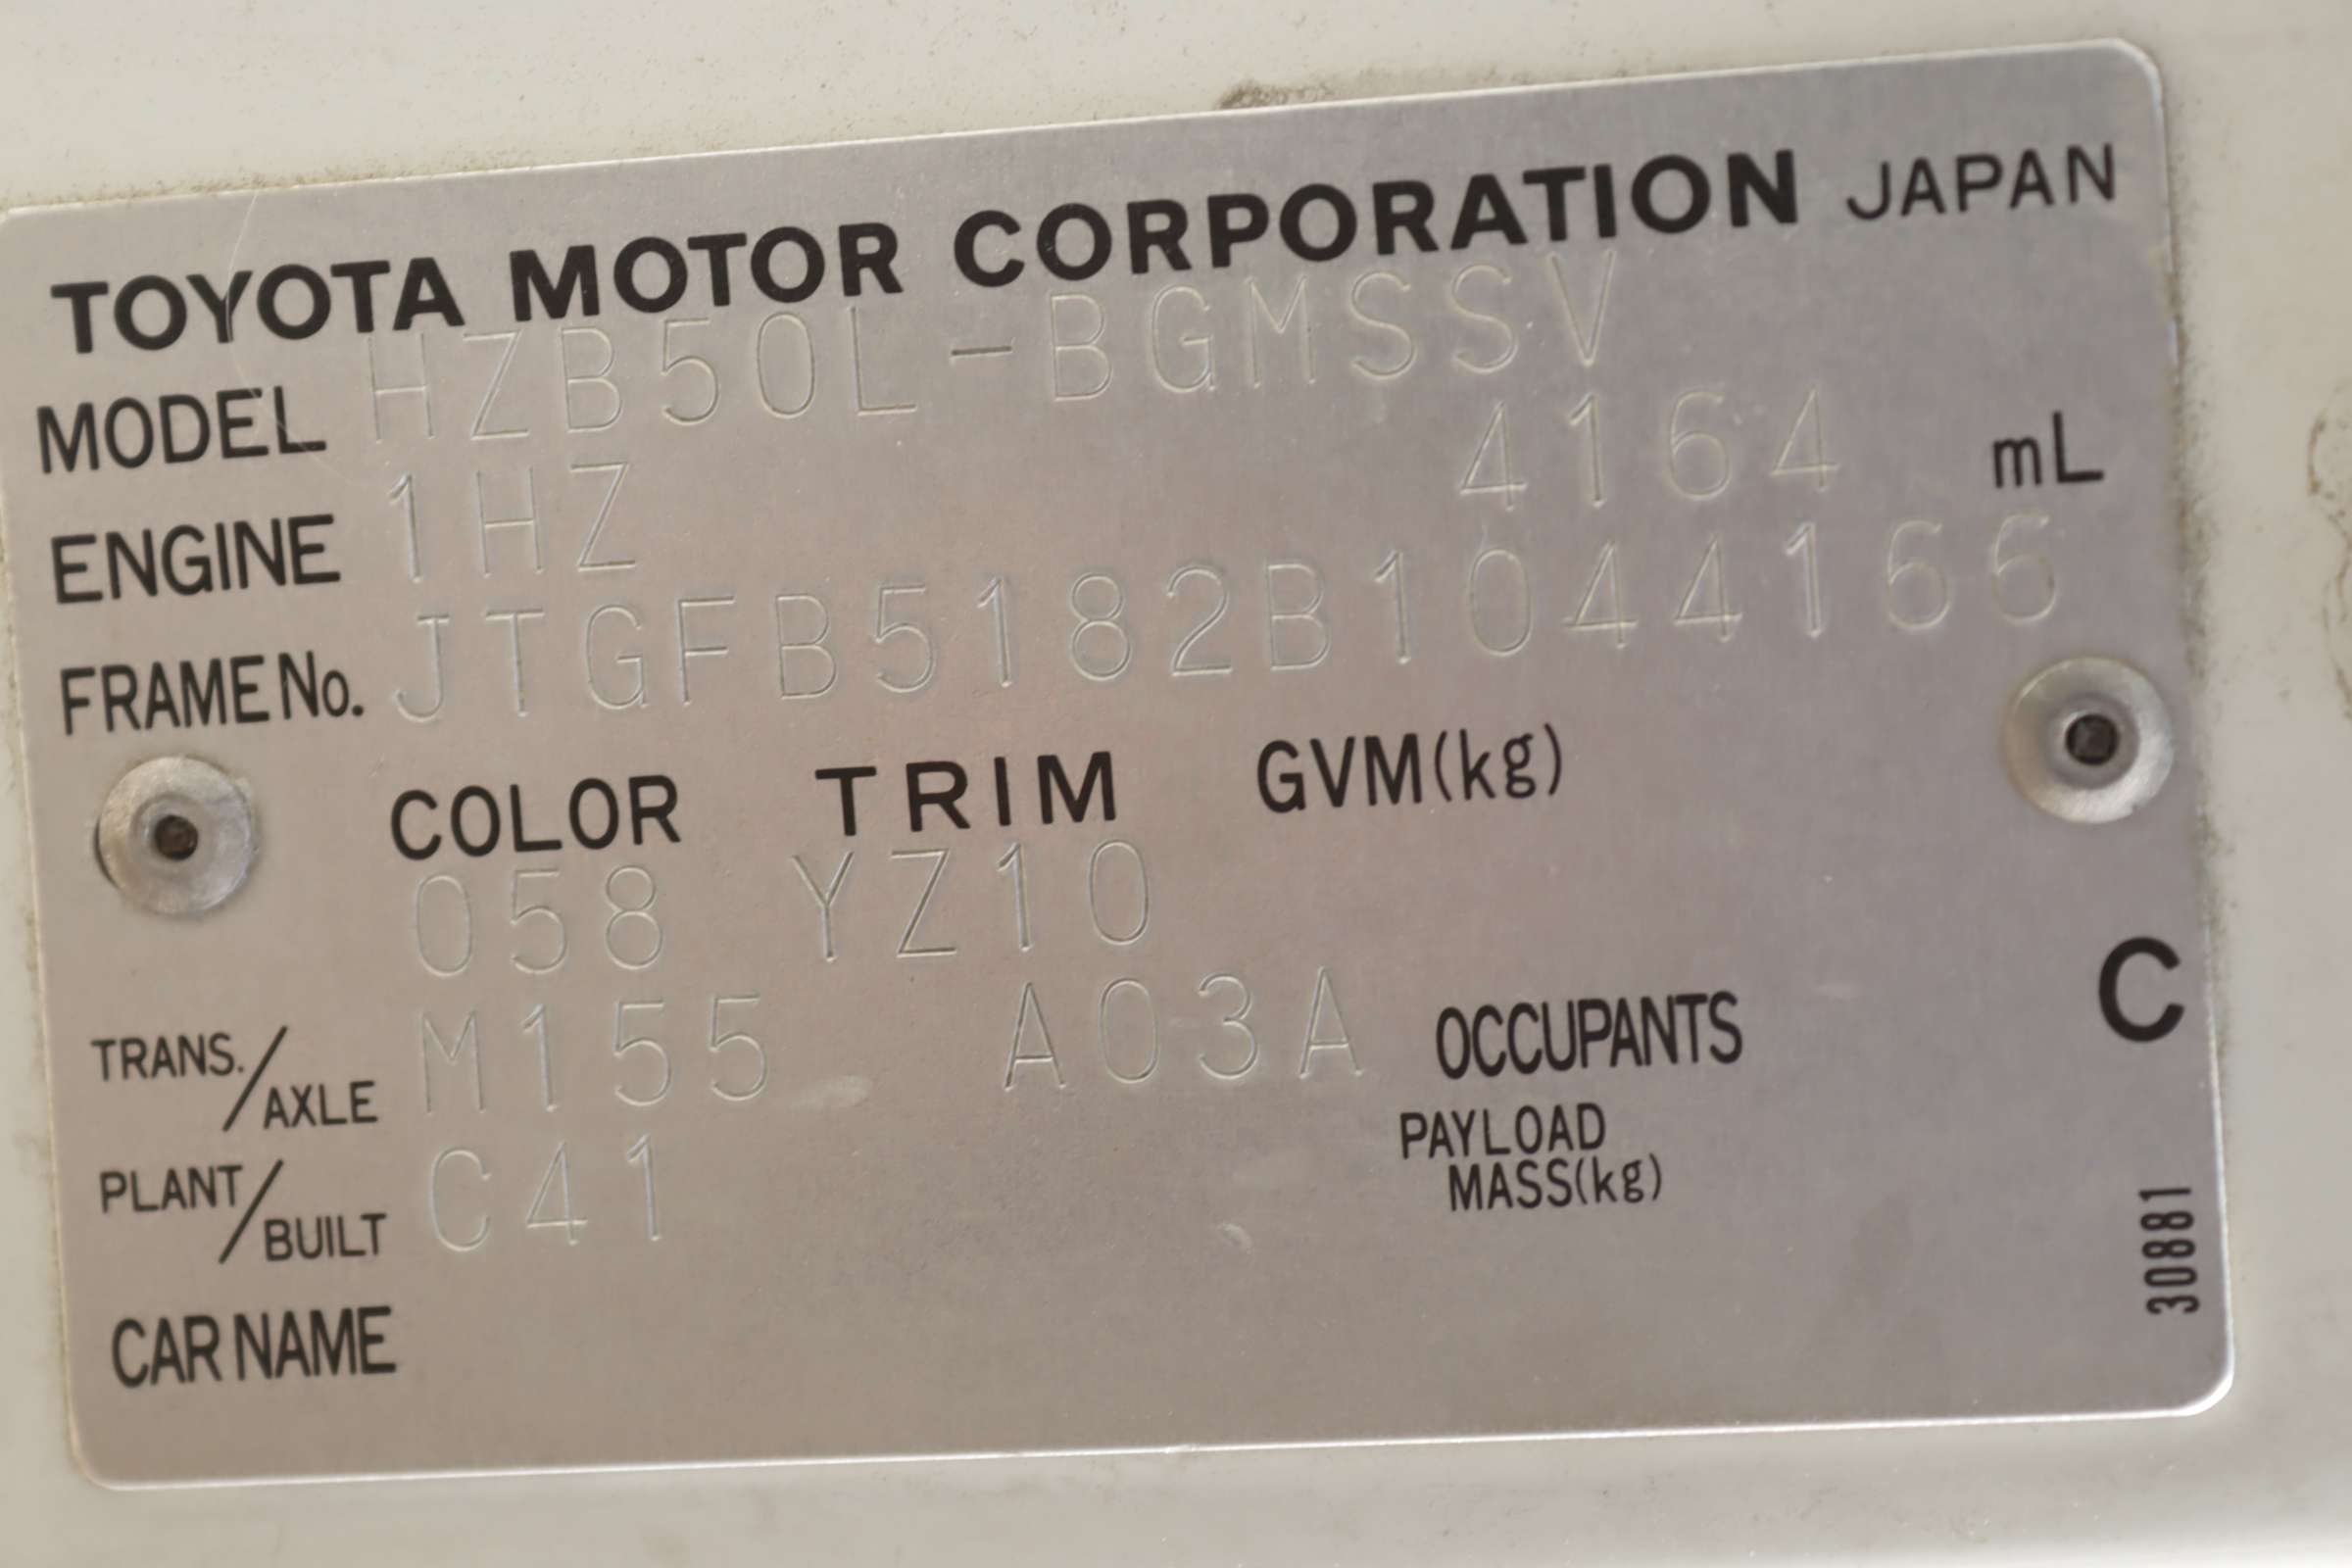 TOYOTA MOTOR CORPORATION JAPAN
MODEL HZB50L-BGMSSV
ENGINE 1HZ 4164 mL
FRAME No. JTGFB5182B1044166
COLOR TRIM GVM(kg)
058 YZ10
TRANS./AXLE M155 A03A OCCUPANTS
C
PAYLOAD
MASS(kg)
PLANT/BUILT C41
CAR NAME
30881